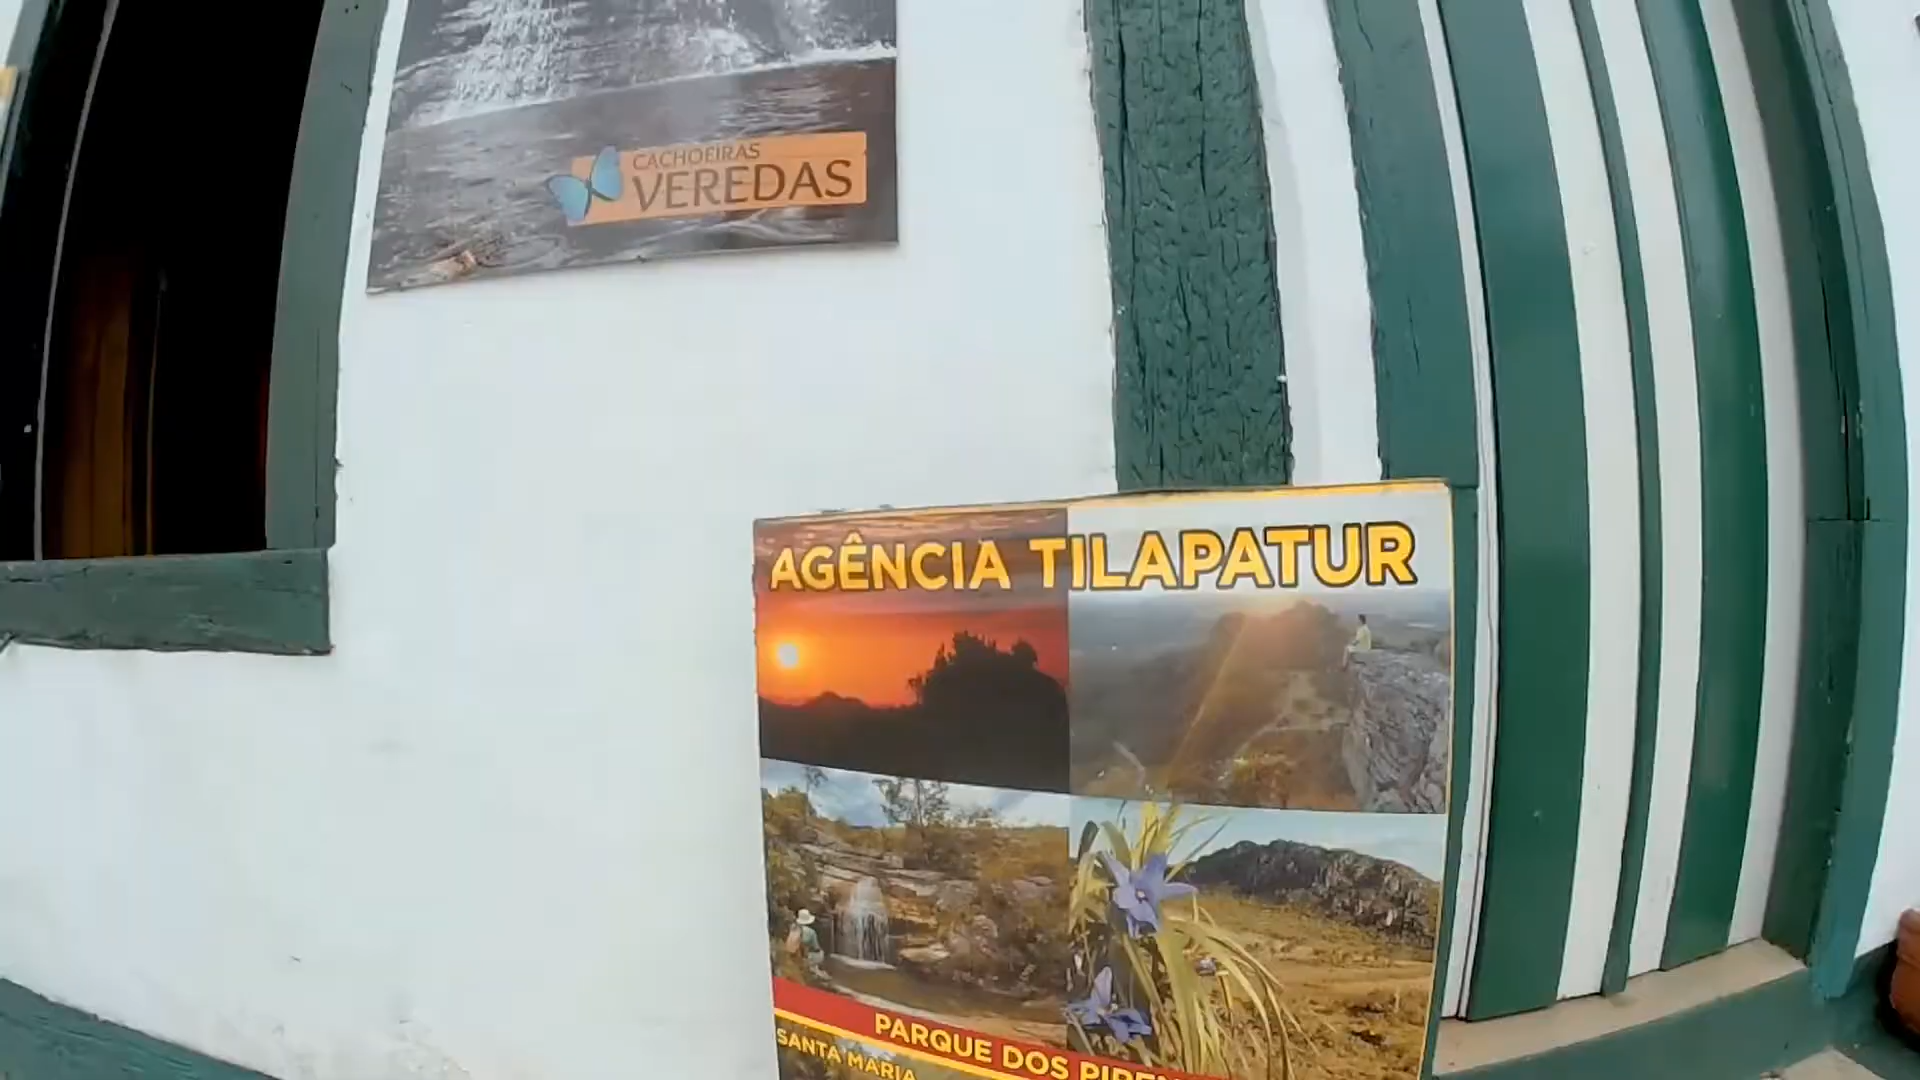 CACHOEIRAS
VEREDAS
AGÊNCIA TILAPATUR
PARQUE DOS
SANTA MARIA